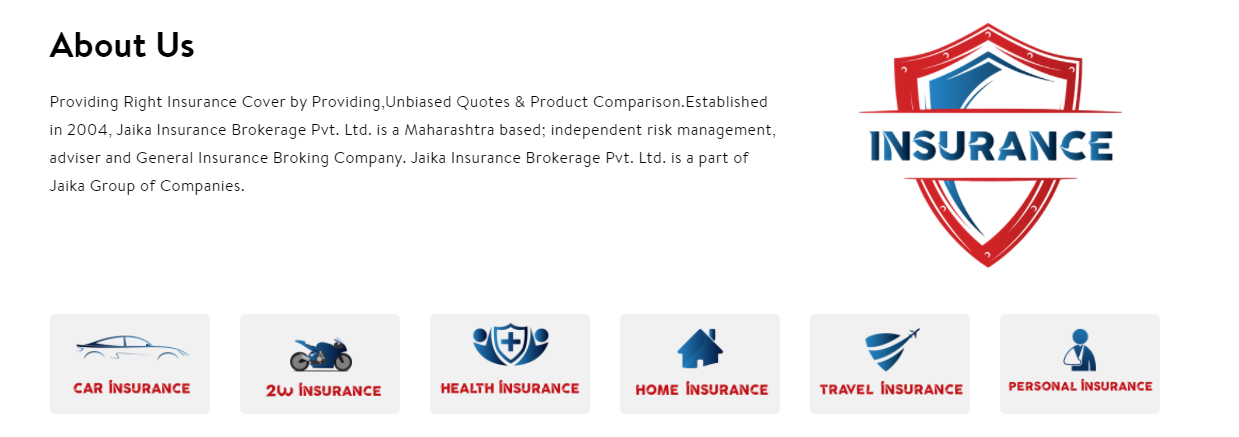 About Us
Providing Right Insurance Cover by Providing,Unbiased Quotes & Product Comparison.Established
in 2004, Jaika Insurance Brokerage Pvt. Ltd. is a Maharashtra based; independent risk management,
adviser and General Insurance Broking Company. Jaika Insurance Brokerage Pvt. Ltd. is a part of
Jaika Group of Companies.
INSURANCE
CAR INSURANCE
2W INSURANCE
HEALTH INSURANCE
HOME INSURANCE
TRAVEL INSURANCE
PERSONAL INSURANCE